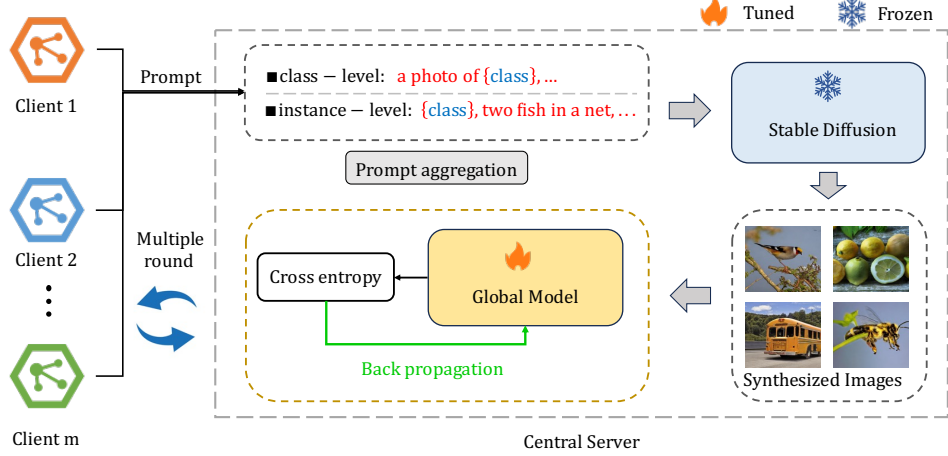 Tuned
Frozen
Client 1
Prompt
■class – level: a photo of {class}, ...
■instance – level: {class}, two fish in a net, ...
Stable Diffusion
Prompt aggregation
Client 2
Multiple
round
Cross entropy
Global Model
Back propagation
Synthesized Images
Client m
Central Server